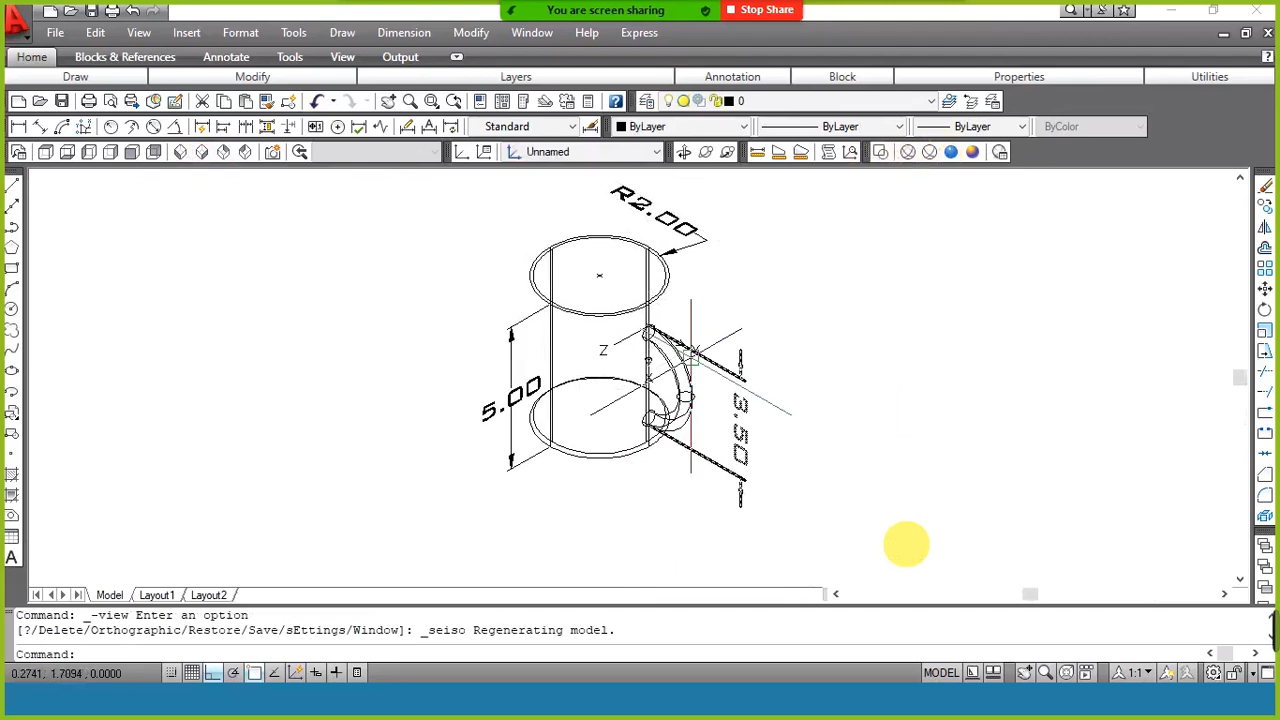 You are screen sharing
Stop Share
File Edit View Insert Format Tools Draw Dimension Modify Window Help Express
Home Blocks & References Annotate Tools View Output
Draw Modify Layers Annotation Block Properties Utilities
0
Standard ByLayer ByLayer ByLayer ByColor
Unnamed
R2.00
Z
X
5.00
3.50
Model Layout1 Layout2
Command: _-view Enter an option
[?/Delete/Orthographic/Restore/Save/sEttings/Window]: _seiso Regenerating model.
Command:
0.2741, 1.7094, 0.0000 MODEL 1:1